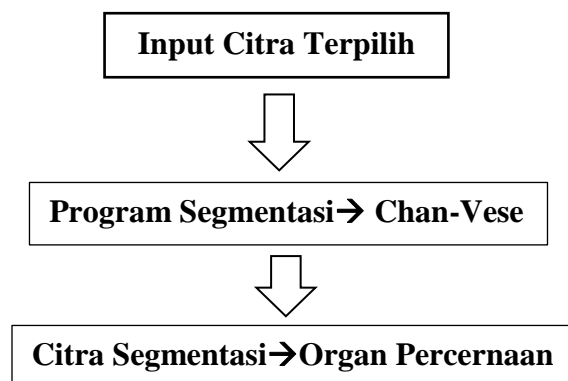 Input Citra Terpilih
Program Segmentasi→ Chan-Vese
Citra Segmentasi→Organ Percernaan